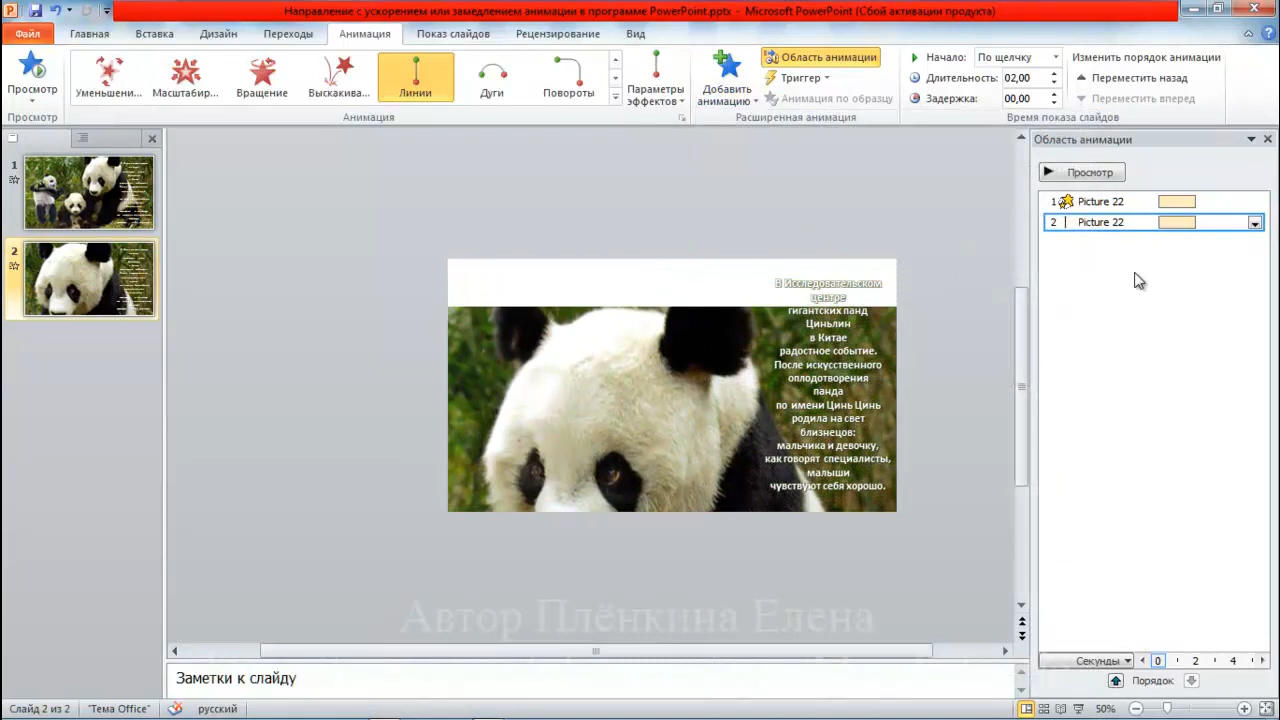 Направление с ускорением или замедлением анимации в программе PowerPoint.pptx - Microsoft PowerPoint (Сбой активации продукта)
Файл Главная Вставка Дизайн Переходы Анимация Показ слайдов Рецензирование Вид
Просмотр
Уменьшени... Масштабир... Вращение Выскакива... Линии Дуги Повороты
Параметры эффектов
Добавить анимацию
Область анимации
Триггер
Анимация по образцу
Начало: По щелчку
Длительность: 02,00
Задержка: 00,00
Изменить порядок анимации
Переместить назад
Переместить вперед
Просмотр Анимация Расширенная анимация Время показа слайдов
1
2
В Исследовательском
центре
гигантских панд
Циньлин
в Китае
радостное событие.
После искусственного
оплодотворения
панда
по имени Цинь Цинь
родила на свет
близнецов:
мальчика и девочку,
как говорят специалисты,
малыши
чувствуют себя хорошо.
Автор Плёнкина Елена
Область анимации
Просмотр
1 Picture 22
2 Picture 22
Секунды 0 2 4
Порядок
Заметки к слайду
Слайд 2 из 2 "Тема Office" русский 50%